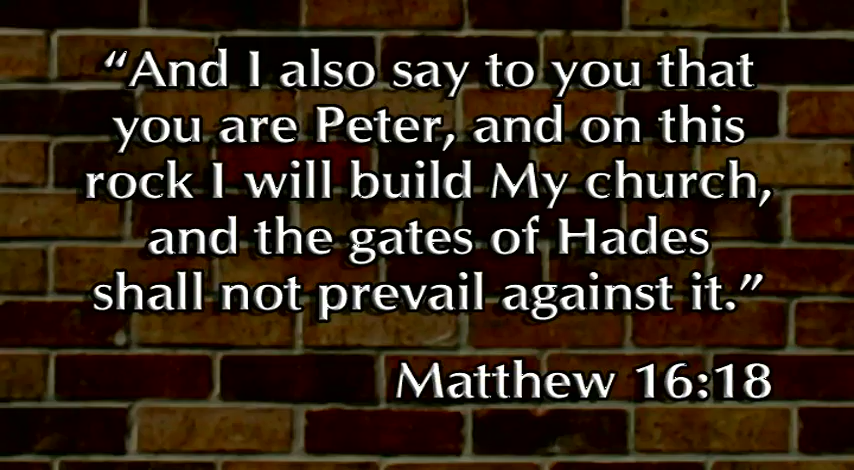 “And I also say to you that
you are Peter, and on this
rock I will build My church,
and the gates of Hades
shall not prevail against it.”
Matthew 16:18